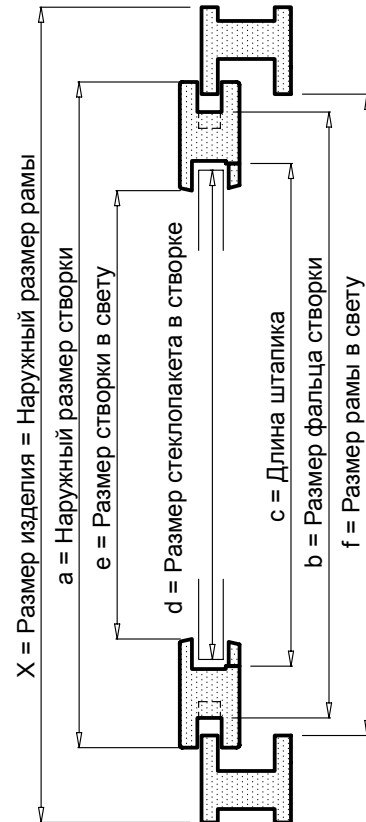 X = Размер изделия = Наружный размер рамы
a = Наружный размер створки
e = Размер створки в свету
d = Размер стеклопакета в створке
c = Длина штапика
b = Размер фальца створки
f = Размер рамы в свету